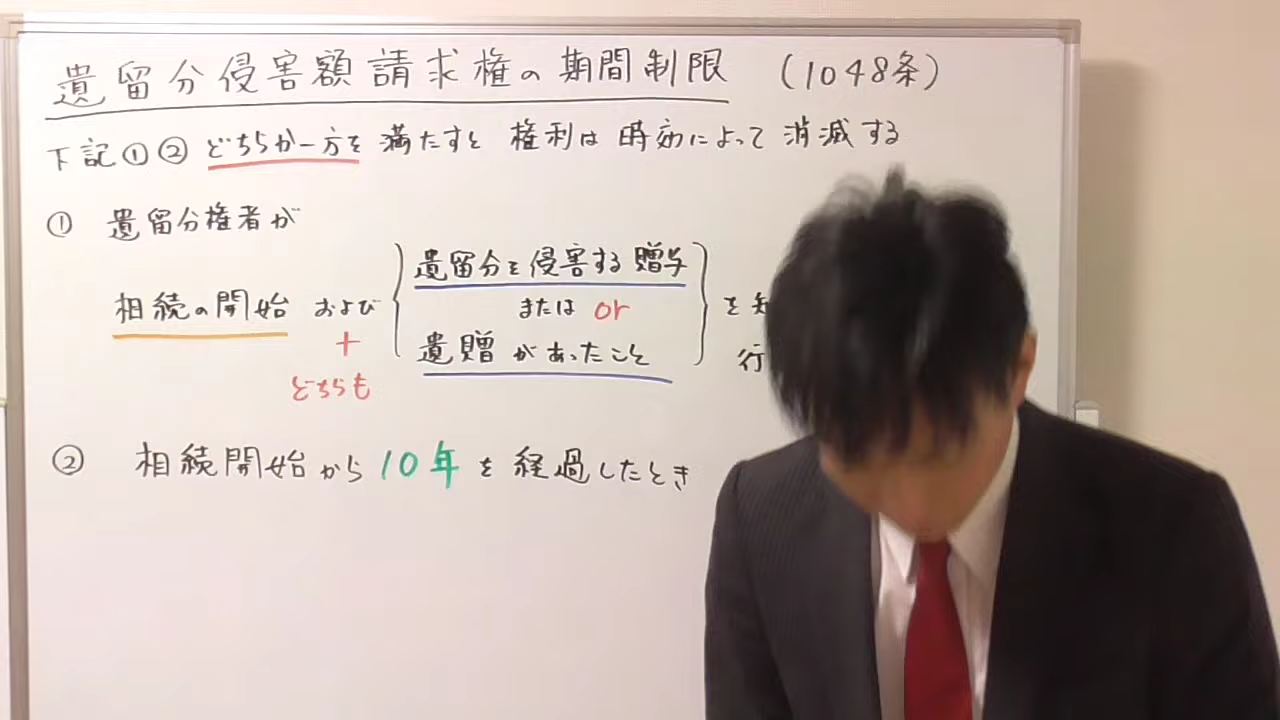 遺留分侵害額請求権の期間制限 (1048条)
下記①②どちらか一方を満たすと権利は時効によって消滅する
① 遺留分権者が
遺留分を侵害する贈与
相続の開始 および または or を知
+ 遺贈があったこと 行
どちらも
② 相続開始から10年を経過したとき